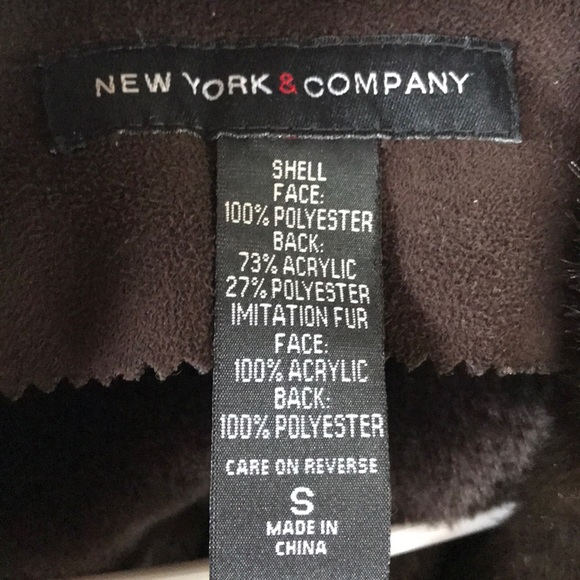 NEW YORK & COMPANY
SHELL
FACE:
100% POLYESTER
BACK:
73% ACRYLIC
27% POLYESTER
IMITATION FUR
FACE:
100% ACRYLIC
BACK:
100% POLYESTER
CARE ON REVERSE
S
MADE IN
CHINA